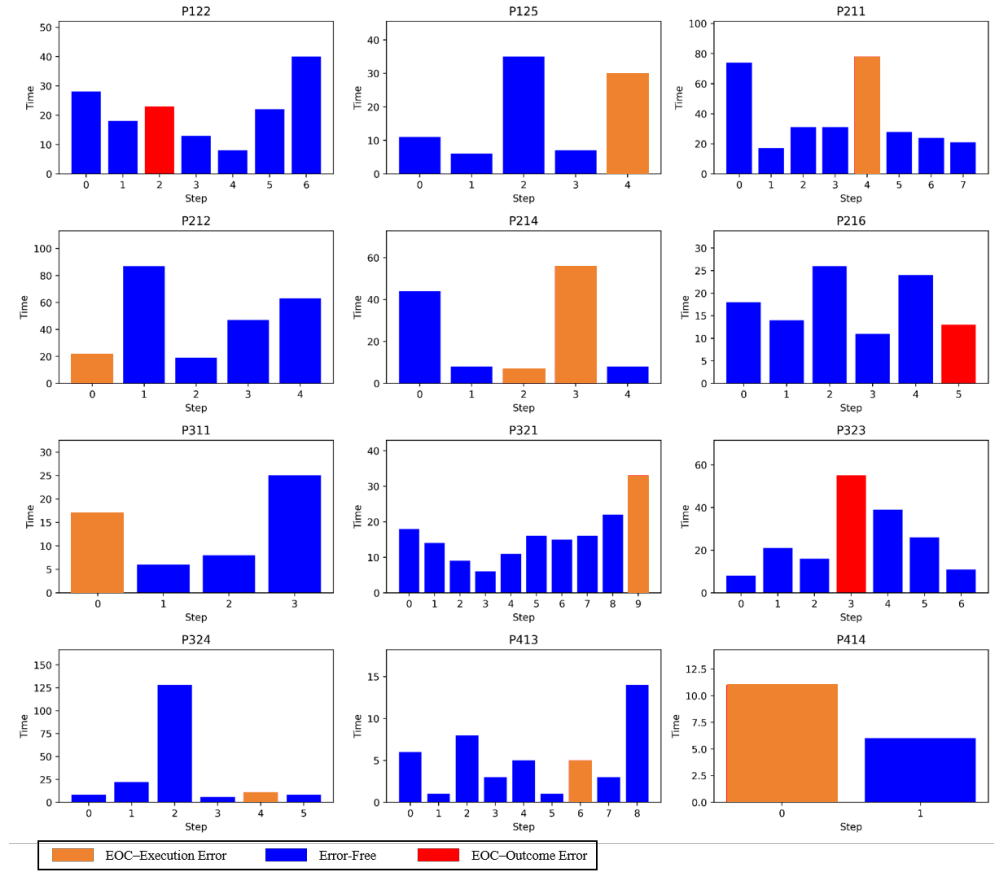 P122
50
40
30
20
10
0
Time
0 1 2 3 4 5 6
Step
P125
40
30
20
10
0
Time
0 1 2 3 4
Step
P211
100
80
60
40
20
0
Time
0 1 2 3 4 5 6 7
Step
P212
100
80
60
40
20
0
Time
0 1 2 3 4
Step
P214
60
40
20
0
Time
0 1 2 3 4
Step
P216
30
25
20
15
10
5
0
Time
0 1 2 3 4 5
Step
P311
30
25
20
15
10
5
0
Time
0 1 2 3
Step
P321
40
30
20
10
0
Time
0 1 2 3 4 5 6 7 8 9
Step
P323
60
40
20
0
Time
0 1 2 3 4 5 6
Step
P324
150
125
100
75
50
25
0
Time
0 1 2 3 4 5
Step
P413
15
10
5
0
Time
0 1 2 3 4 5 6 7 8
Step
P414
12.5
10.0
7.5
5.0
2.5
0.0
Time
0 1
Step
EOC–Execution Error Error-Free EOC–Outcome Error